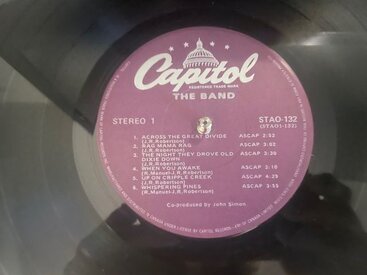 Capitol
REGISTERED TRADE MARK
THE BAND
STEREO 1
STAO-132
(STAO1-132)
1. ACROSS THE GREAT DIVIDE ASCAP 2:53
(J.R. Robertson)
2. RAG MAMA RAG ASCAP 3:02
(J.R. Robertson)
3. THE NIGHT THEY DROVE OLD ASCAP 3:30
DIXIE DOWN
(J.R. Robertson)
4. WHEN YOU AWAKE ASCAP 3:10
(R. Manuel-J.R. Robertson)
5. UP ON CRIPPLE CREEK ASCAP 4:29
(J.R. Robertson)
6. WHISPERING PINES ASCAP 3:55
(R. Manuel-J.R. Robertson)
Co-produced by John Simon